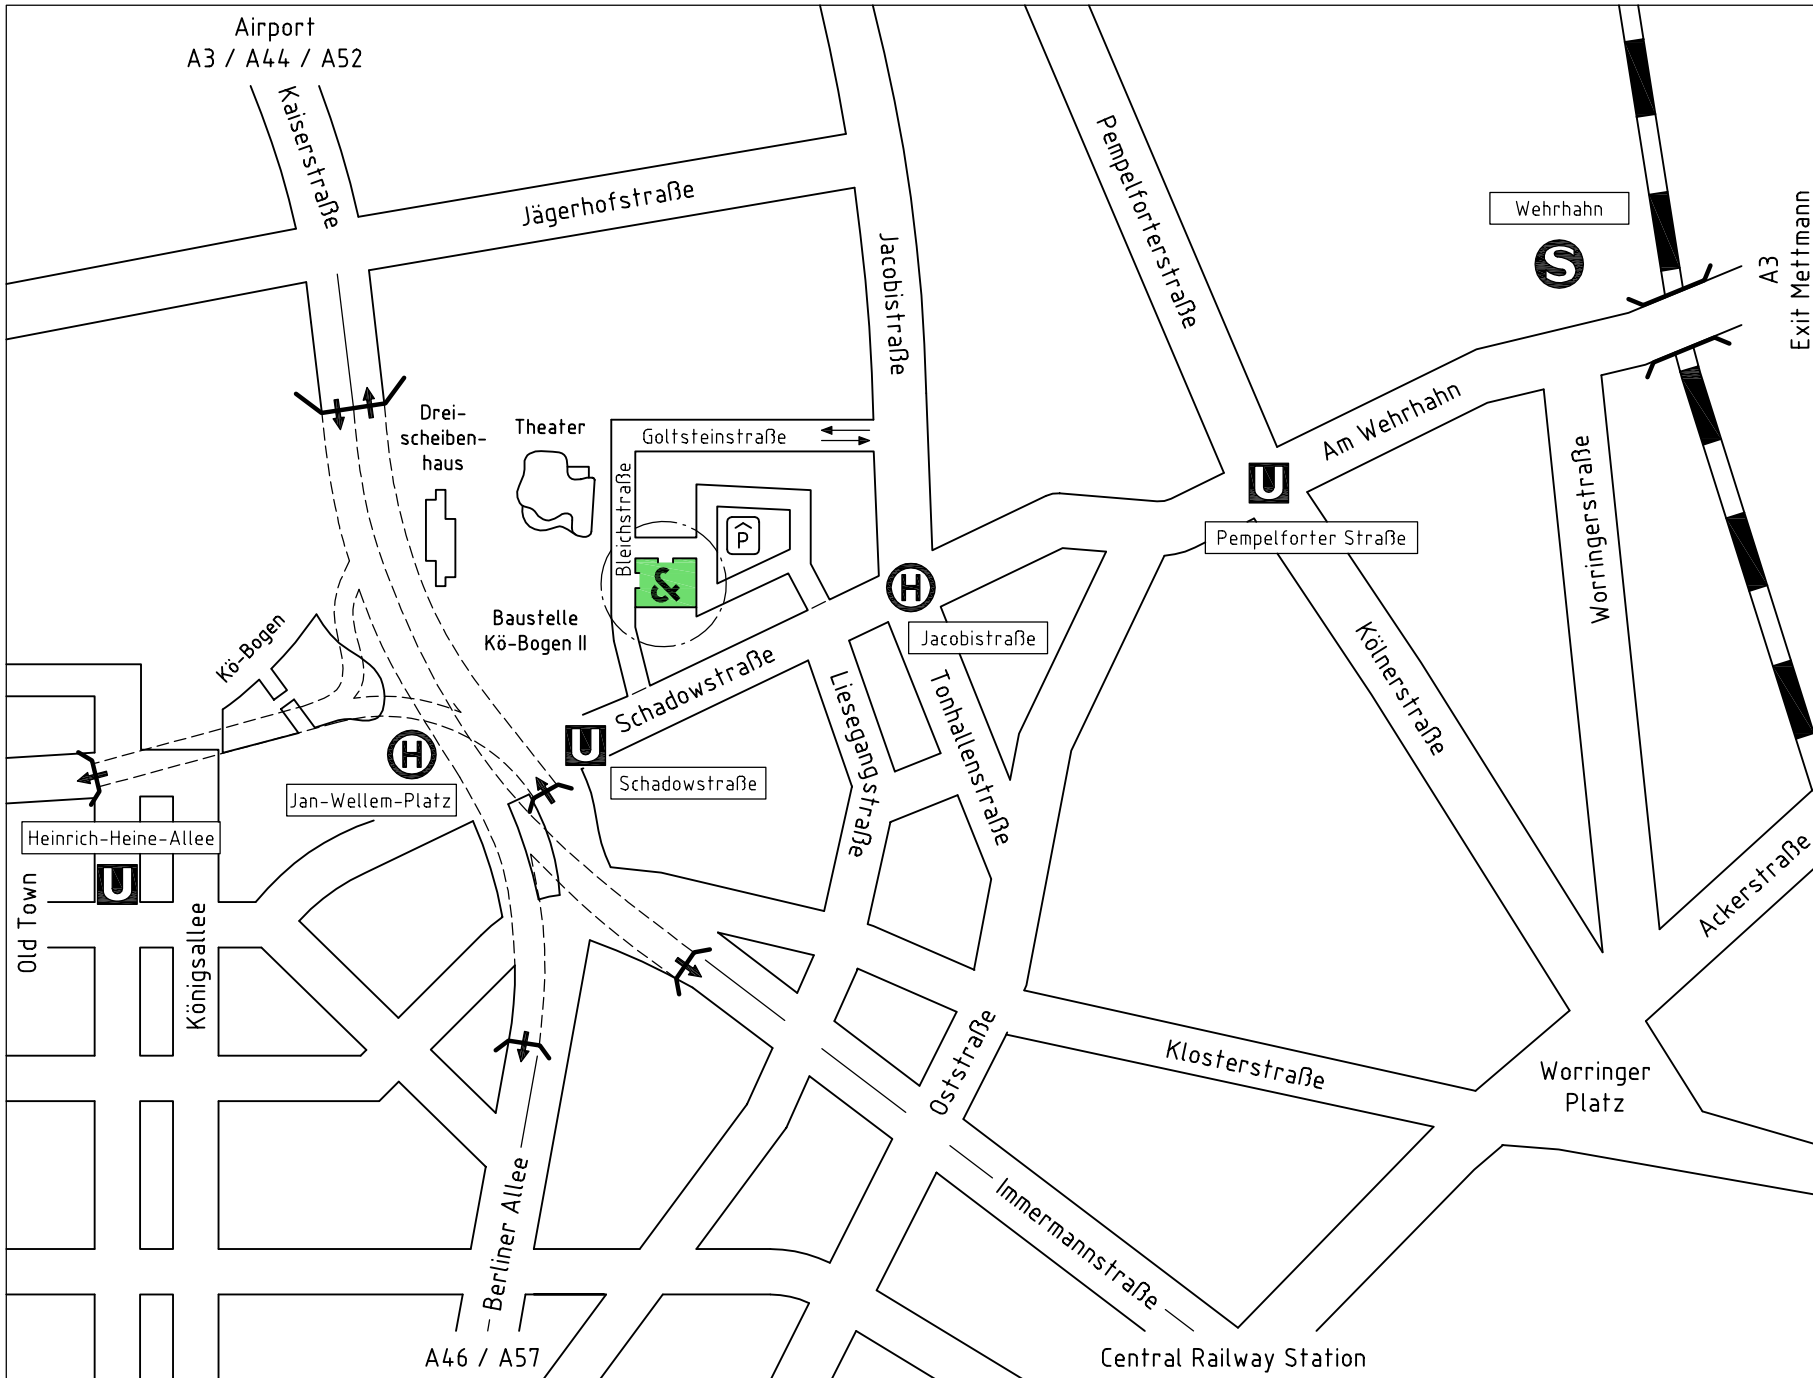 Airport
A3 / A44 / A52
Kaiserstraße
Jägerhofstraße
Jacobistraße
Pempelforterstraße
Wehrhahn
S
A3
Exit Mettmann
Drei-
scheiben-
haus
Theater
Goltsteinstraße
Bleichstraße
P
&
Am Wehrhahn
U
Pempelforter Straße
Worringerstraße
H
Jacobistraße
Baustelle
Kö-Bogen II
Kö-Bogen
Schadowstraße
U
Schadowstraße
H
Jan-Wellem-Platz
Liesegangstraße
Tonhallenstraße
Kölnerstraße
Heinrich-Heine-Allee
U
Old Town
Königsallee
Ackerstraße
Oststraße
Klosterstraße
Worringer
Platz
Immermannstraße
Berliner Allee
A46 / A57
Central Railway Station